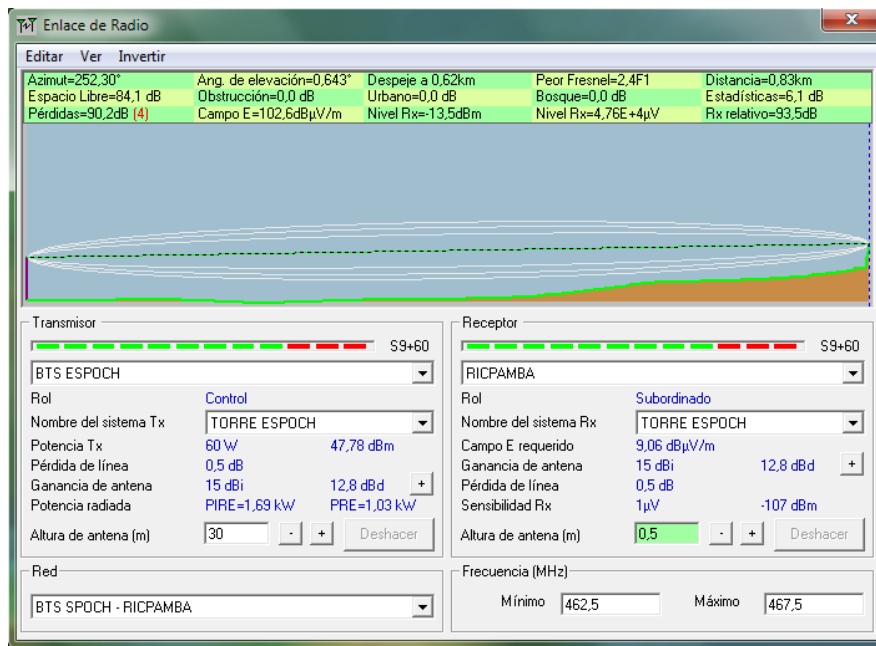 Enlace de Radio
Editar Ver Invertir
Azimut=252,30° Ang. de elevación=0,643° Despeje a 0,62km Peor Fresnel=2,4F1 Distancia=0,83km
Espacio Libre=84,1 dB Obstrucción=0,0 dB Urbano=0,0 dB Bosque=0,0 dB Estadísticas=6,1 dB
Pérdidas=90,2dB (4) Campo E=102,6dBµV/m Nivel Rx=-13,5dBm Nivel Rx=4,76E+4µV Rx relativo=93,5dB
Transmisor
S9+60
BTS ESPOCH
Rol Control
Nombre del sistema Tx TORRE ESPOCH
Potencia Tx 60 W 47,78 dBm
Pérdida de línea 0,5 dB
Ganancia de antena 15 dBi 12,8 dBd +
Potencia radiada PIRE=1,69 kW PRE=1,03 kW
Altura de antena (m) 30 - + Deshacer
Receptor
S9+60
RICPAMBA
Rol Subordinado
Nombre del sistema Rx TORRE ESPOCH
Campo E requerido 9,06 dBµV/m
Ganancia de antena 15 dBi 12,8 dBd +
Pérdida de línea 0,5 dB
Sensibilidad Rx 1µV -107 dBm
Altura de antena (m) 0,5 - + Deshacer
Red
BTS SPOCH - RICPAMBA
Frecuencia (MHz)
Mínimo 462,5 Máximo 467,5